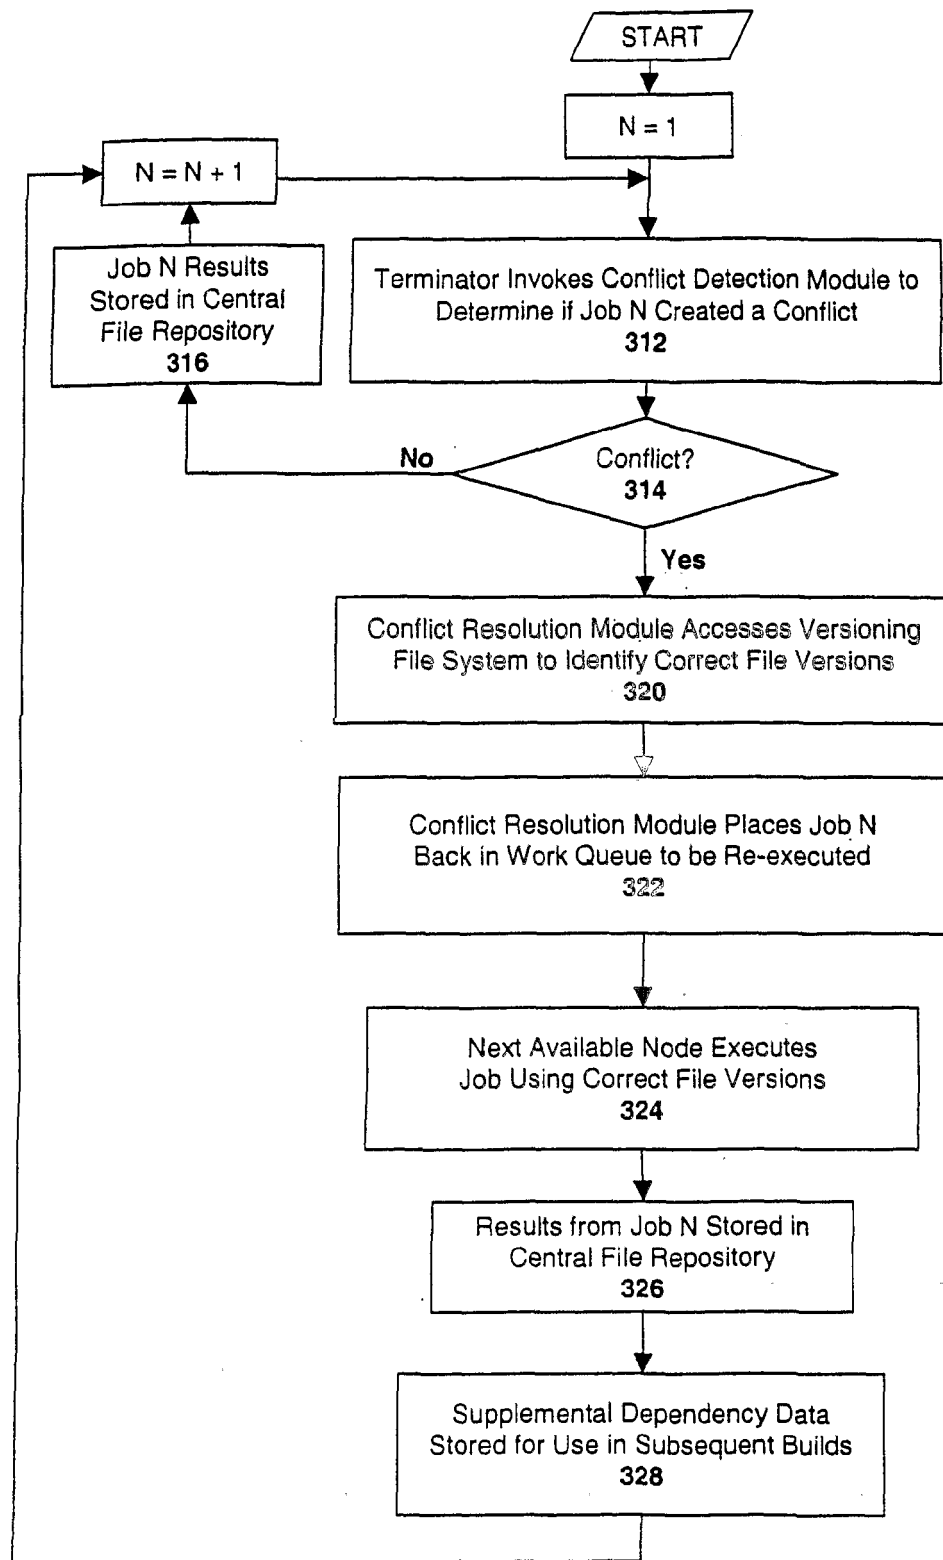 START
N = 1
N = N + 1
Job N Results
Stored in Central
File Repository
316
Terminator Invokes Conflict Detection Module to
Determine if Job N Created a Conflict
312
No
Conflict?
314
Yes
Conflict Resolution Module Accesses Versioning
File System to Identify Correct File Versions
320
Conflict Resolution Module Places Job N
Back in Work Queue to be Re-executed
322
Next Available Node Executes
Job Using Correct File Versions
324
Results from Job N Stored in
Central File Repository
326
Supplemental Dependency Data
Stored for Use in Subsequent Builds
328